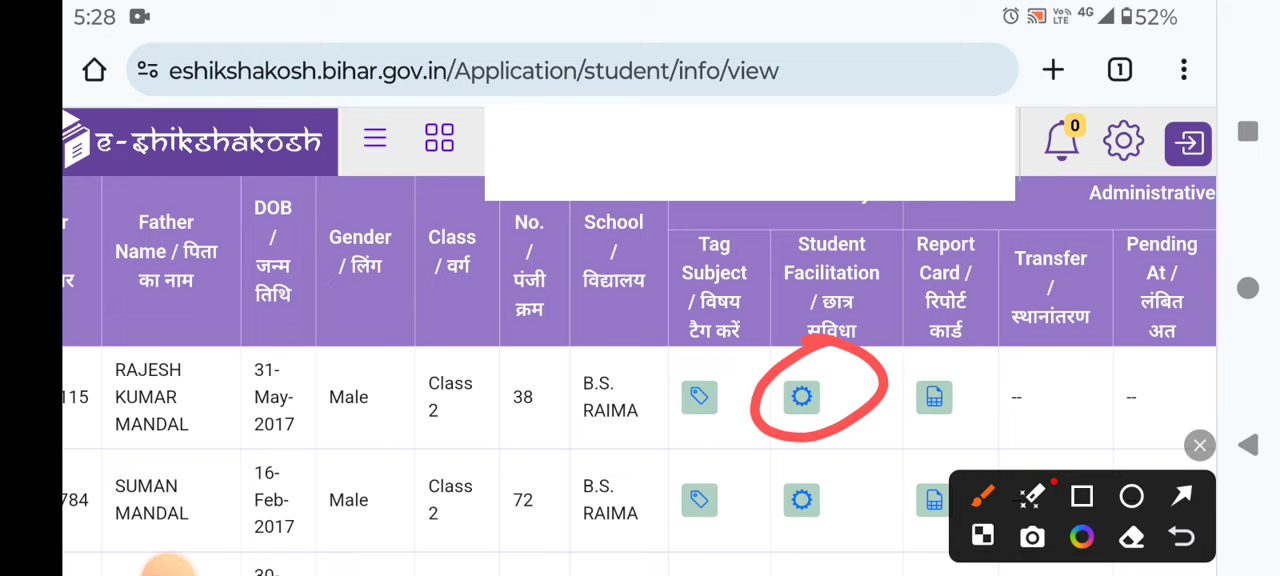 5:28
Vo)) LTE 4G 52%
eshikshakosh.bihar.gov.in/Application/student/info/view
1
e-shikshakosh
0
Administrative
Father Name / पिता का नाम
DOB / जन्म तिथि
Gender / लिंग
Class / वर्ग
No. / पंजी क्रम
School / विद्यालय
Tag Subject / विषय टैग करें
Student Facilitation / छात्र सुविधा
Report Card / रिपोर्ट कार्ड
Transfer / स्थानांतरण
Pending At / लंबित अत
115 RAJESH KUMAR MANDAL 31-May-2017 Male Class 2 38 B.S. RAIMA -- --
784 SUMAN MANDAL 16-Feb-2017 Male Class 2 72 B.S. RAIMA
30-